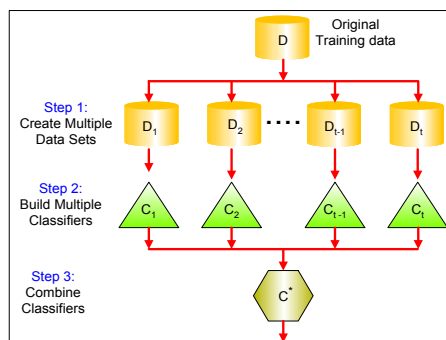 D
Original
Training data
Step 1:
Create Multiple
Data Sets
D₁
D₂
....
Dₜ₋₁
Dₜ
Step 2:
Build Multiple
Classifiers
C₁
C₂
Cₜ₋₁
Cₜ
Step 3:
Combine
Classifiers
C*